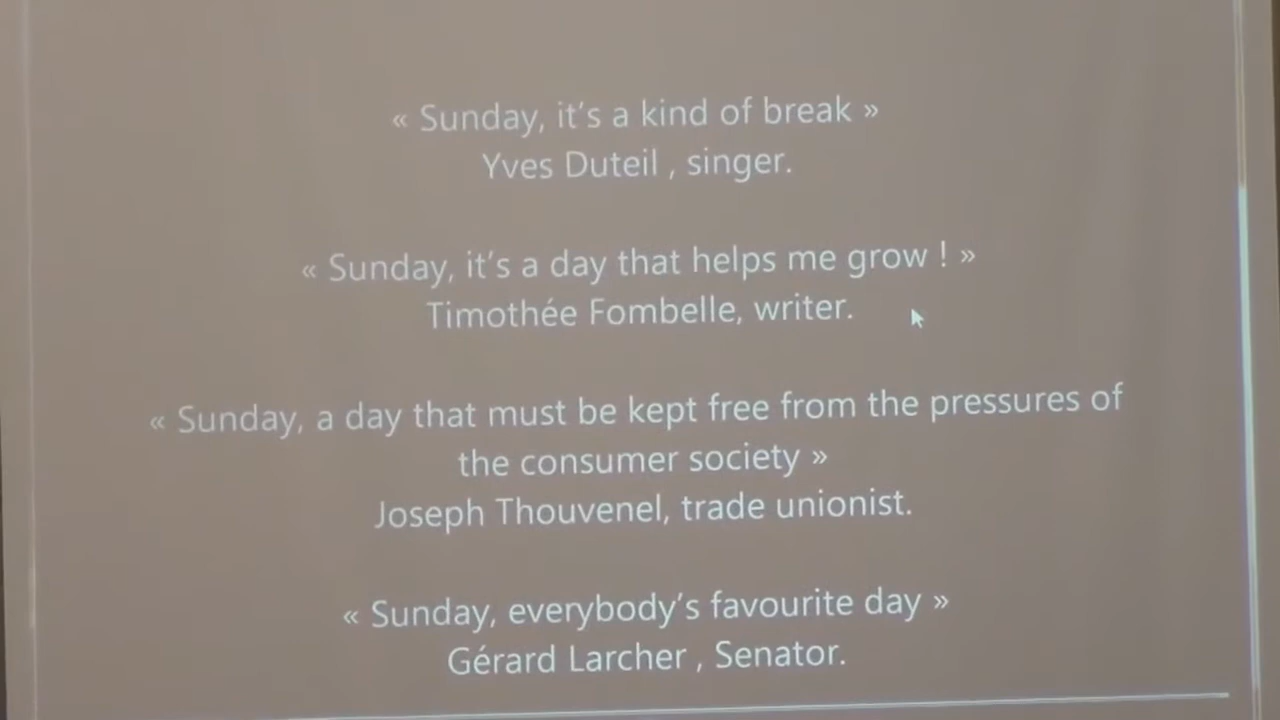 « Sunday, it's a kind of break »
Yves Duteil , singer.
« Sunday, it's a day that helps me grow ! »
Timothée Fombelle, writer.
« Sunday, a day that must be kept free from the pressures of
the consumer society »
Joseph Thouvenel, trade unionist.
« Sunday, everybody's favourite day »
Gérard Larcher , Senator.